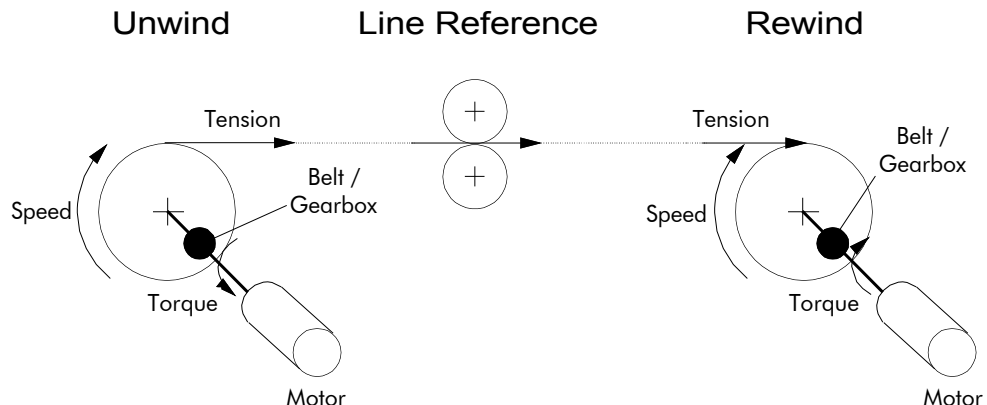 Unwind
Line Reference
Rewind
Tension
Tension
Belt /
Gearbox
Belt /
Gearbox
Speed
Speed
Torque
Torque
Motor
Motor